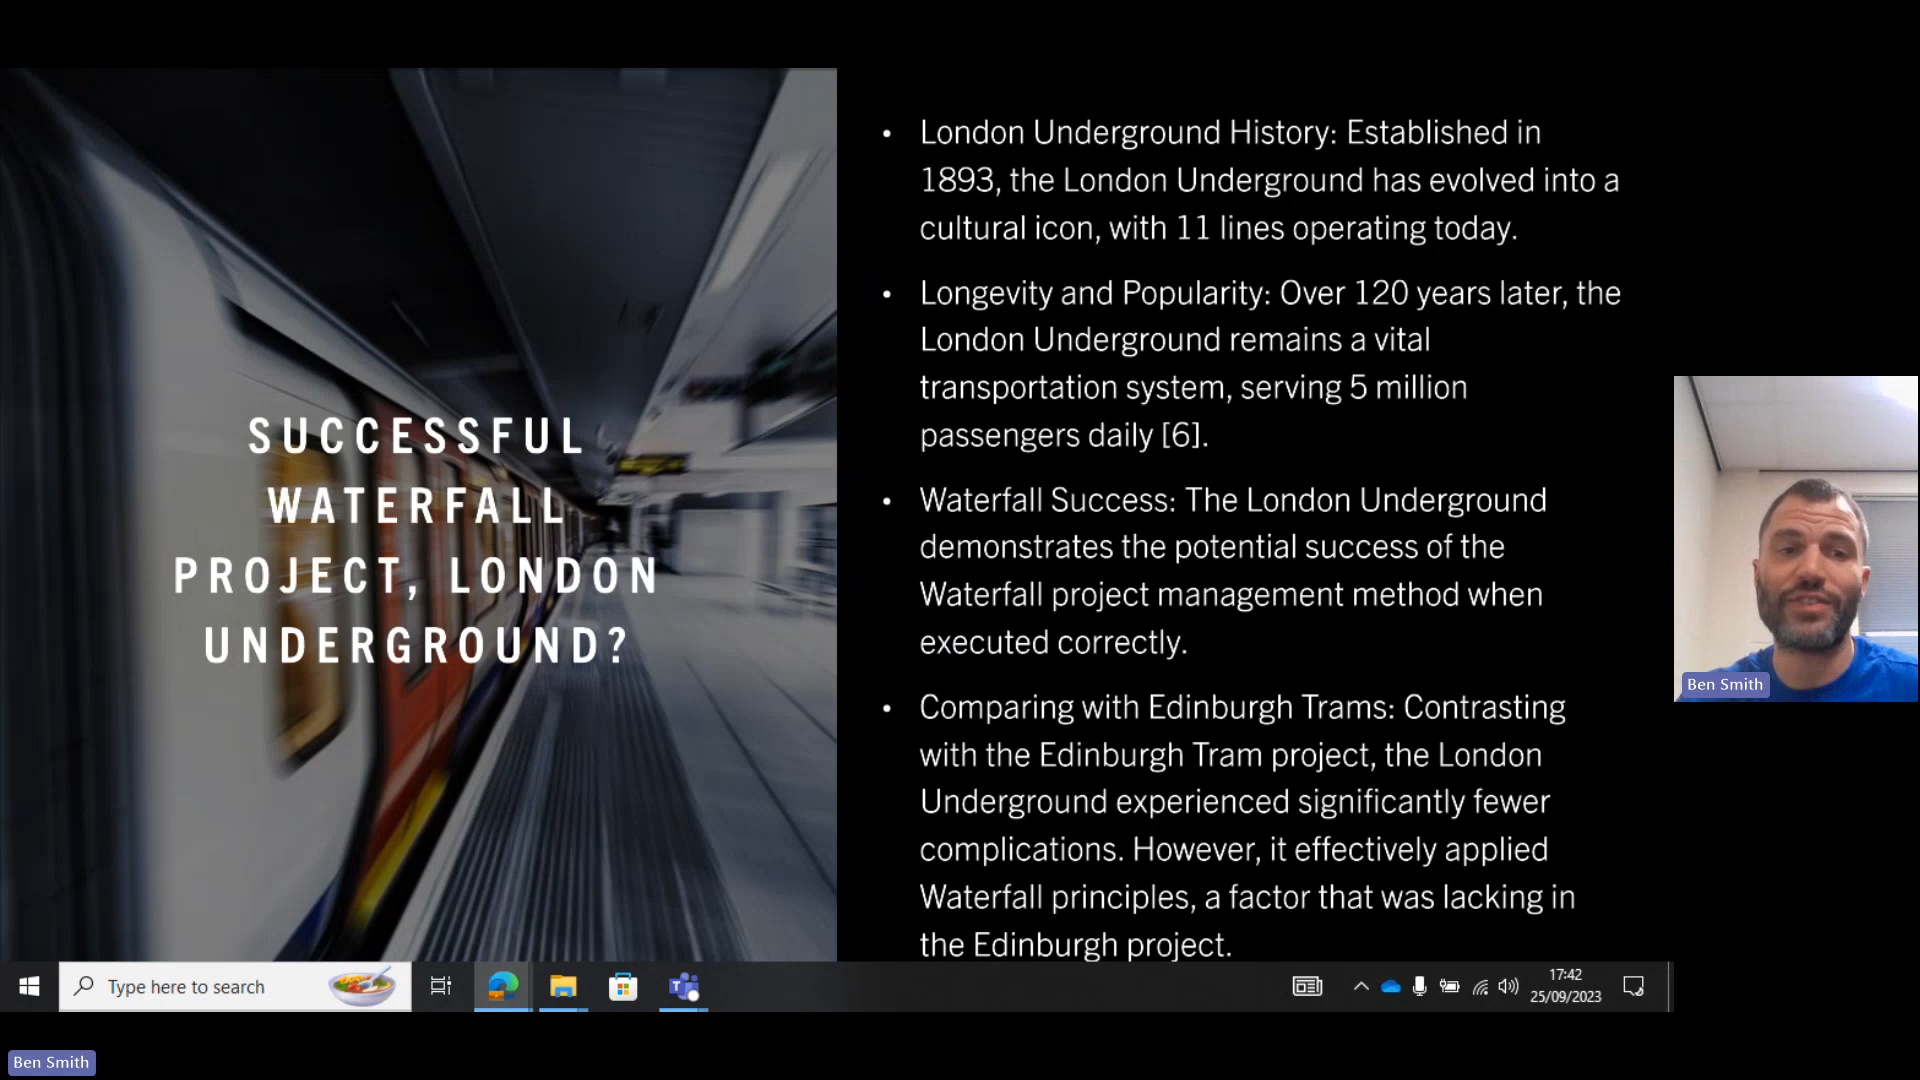 SUCCESSFUL
WATERFALL
PROJECT, LONDON
UNDERGROUND?
• London Underground History: Established in
1893, the London Underground has evolved into a
cultural icon, with 11 lines operating today.
• Longevity and Popularity: Over 120 years later, the
London Underground remains a vital
transportation system, serving 5 million
passengers daily [6].
• Waterfall Success: The London Underground
demonstrates the potential success of the
Waterfall project management method when
executed correctly.
• Comparing with Edinburgh Trams: Contrasting
with the Edinburgh Tram project, the London
Underground experienced significantly fewer
complications. However, it effectively applied
Waterfall principles, a factor that was lacking in
the Edinburgh project.
Ben Smith
Type here to search
17:42
25/09/2023
Ben Smith